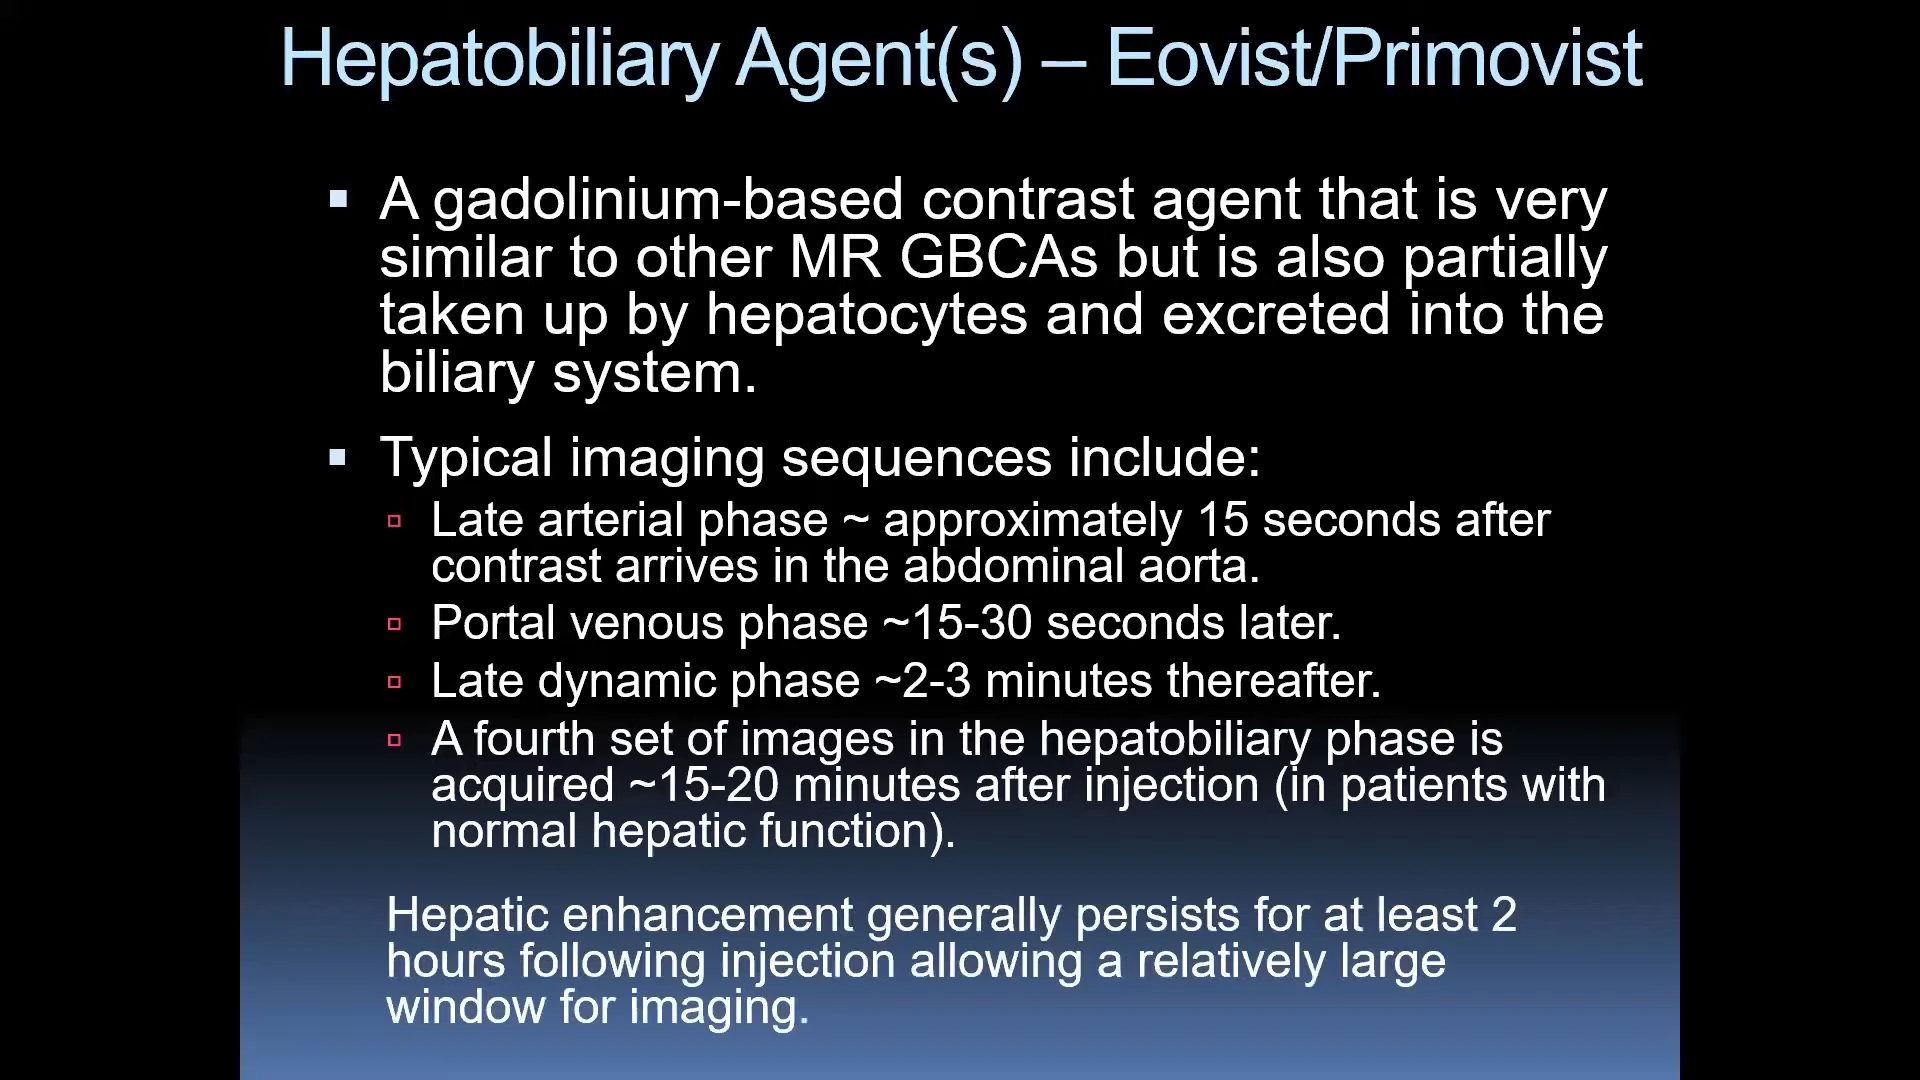 Hepatobiliary Agent(s) – Eovist/Primovist
▪ A gadolinium-based contrast agent that is very
similar to other MR GBCAs but is also partially
taken up by hepatocytes and excreted into the
biliary system.
▪ Typical imaging sequences include:
▫ Late arterial phase ~ approximately 15 seconds after
contrast arrives in the abdominal aorta.
▫ Portal venous phase ~15-30 seconds later.
▫ Late dynamic phase ~2-3 minutes thereafter.
▫ A fourth set of images in the hepatobiliary phase is
acquired ~15-20 minutes after injection (in patients with
normal hepatic function).
Hepatic enhancement generally persists for at least 2
hours following injection allowing a relatively large
window for imaging.